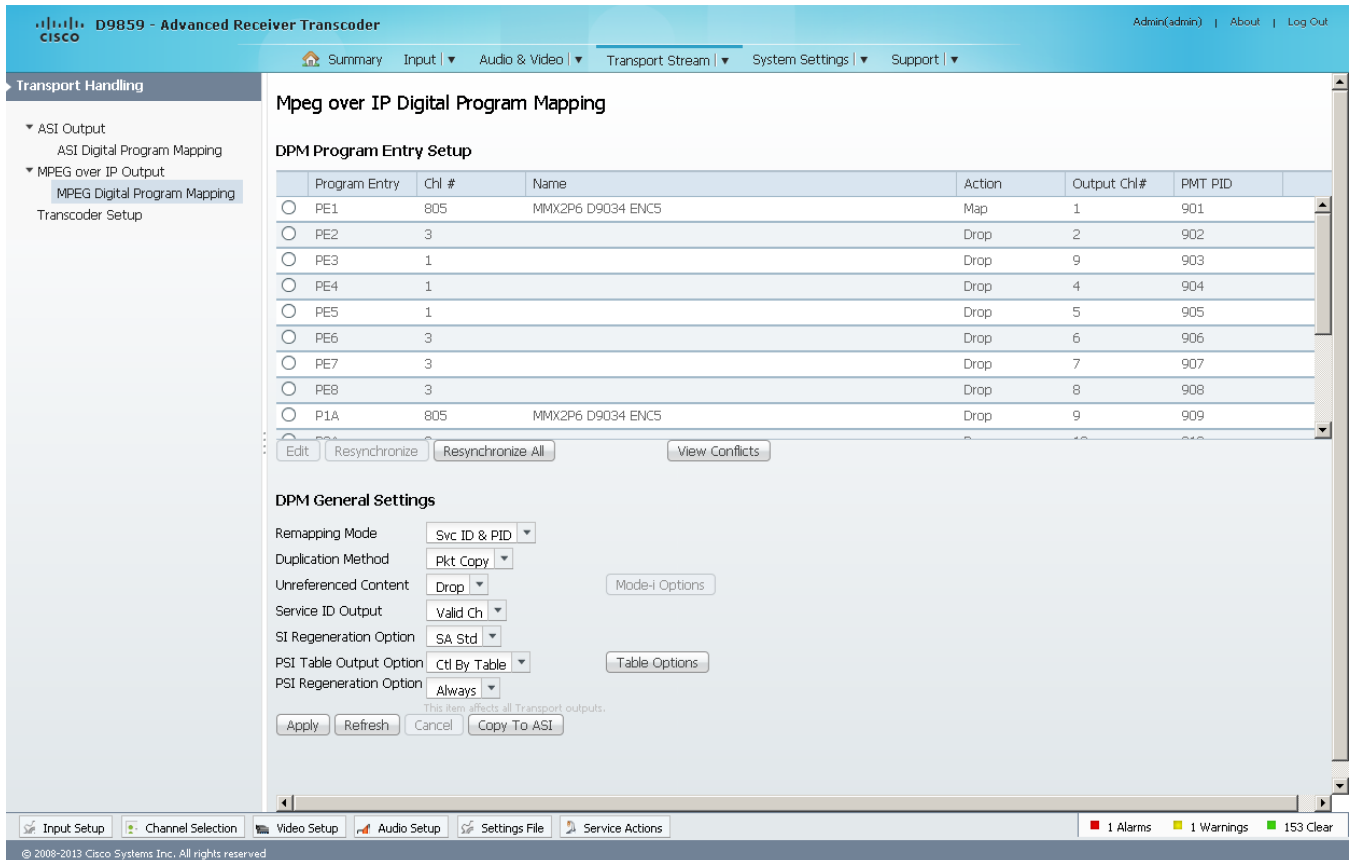 CISCO
D9859 - Advanced Receiver Transcoder
Admin(admin) | About | Log Out
Summary Input Audio & Video Transport Stream System Settings Support
Transport Handling
ASI Output
ASI Digital Program Mapping
MPEG over IP Output
MPEG Digital Program Mapping
Transcoder Setup
Mpeg over IP Digital Program Mapping
DPM Program Entry Setup
Program Entry Chl # Name Action Output Chl# PMT PID
PE1 805 MMX2P6 D9034 ENC5 Map 1 901
PE2 3 Drop 2 902
PE3 1 Drop 9 903
PE4 1 Drop 4 904
PE5 1 Drop 5 905
PE6 3 Drop 6 906
PE7 3 Drop 7 907
PE8 3 Drop 8 908
P1A 805 MMX2P6 D9034 ENC5 Drop 9 909
Edit Resynchronize Resynchronize All View Conflicts
DPM General Settings
Remapping Mode Svc ID & PID
Duplication Method Pkt Copy
Unreferenced Content Drop Mode-i Options
Service ID Output Valid Ch
SI Regeneration Option SA Std
PSI Table Output Option Ctl By Table Table Options
PSI Regeneration Option Always
This item affects all Transport outputs.
Apply Refresh Cancel Copy To ASI
Input Setup Channel Selection Video Setup Audio Setup Settings File Service Actions 1 Alarms 1 Warnings 153 Clear
© 2008-2013 Cisco Systems Inc. All rights reserved